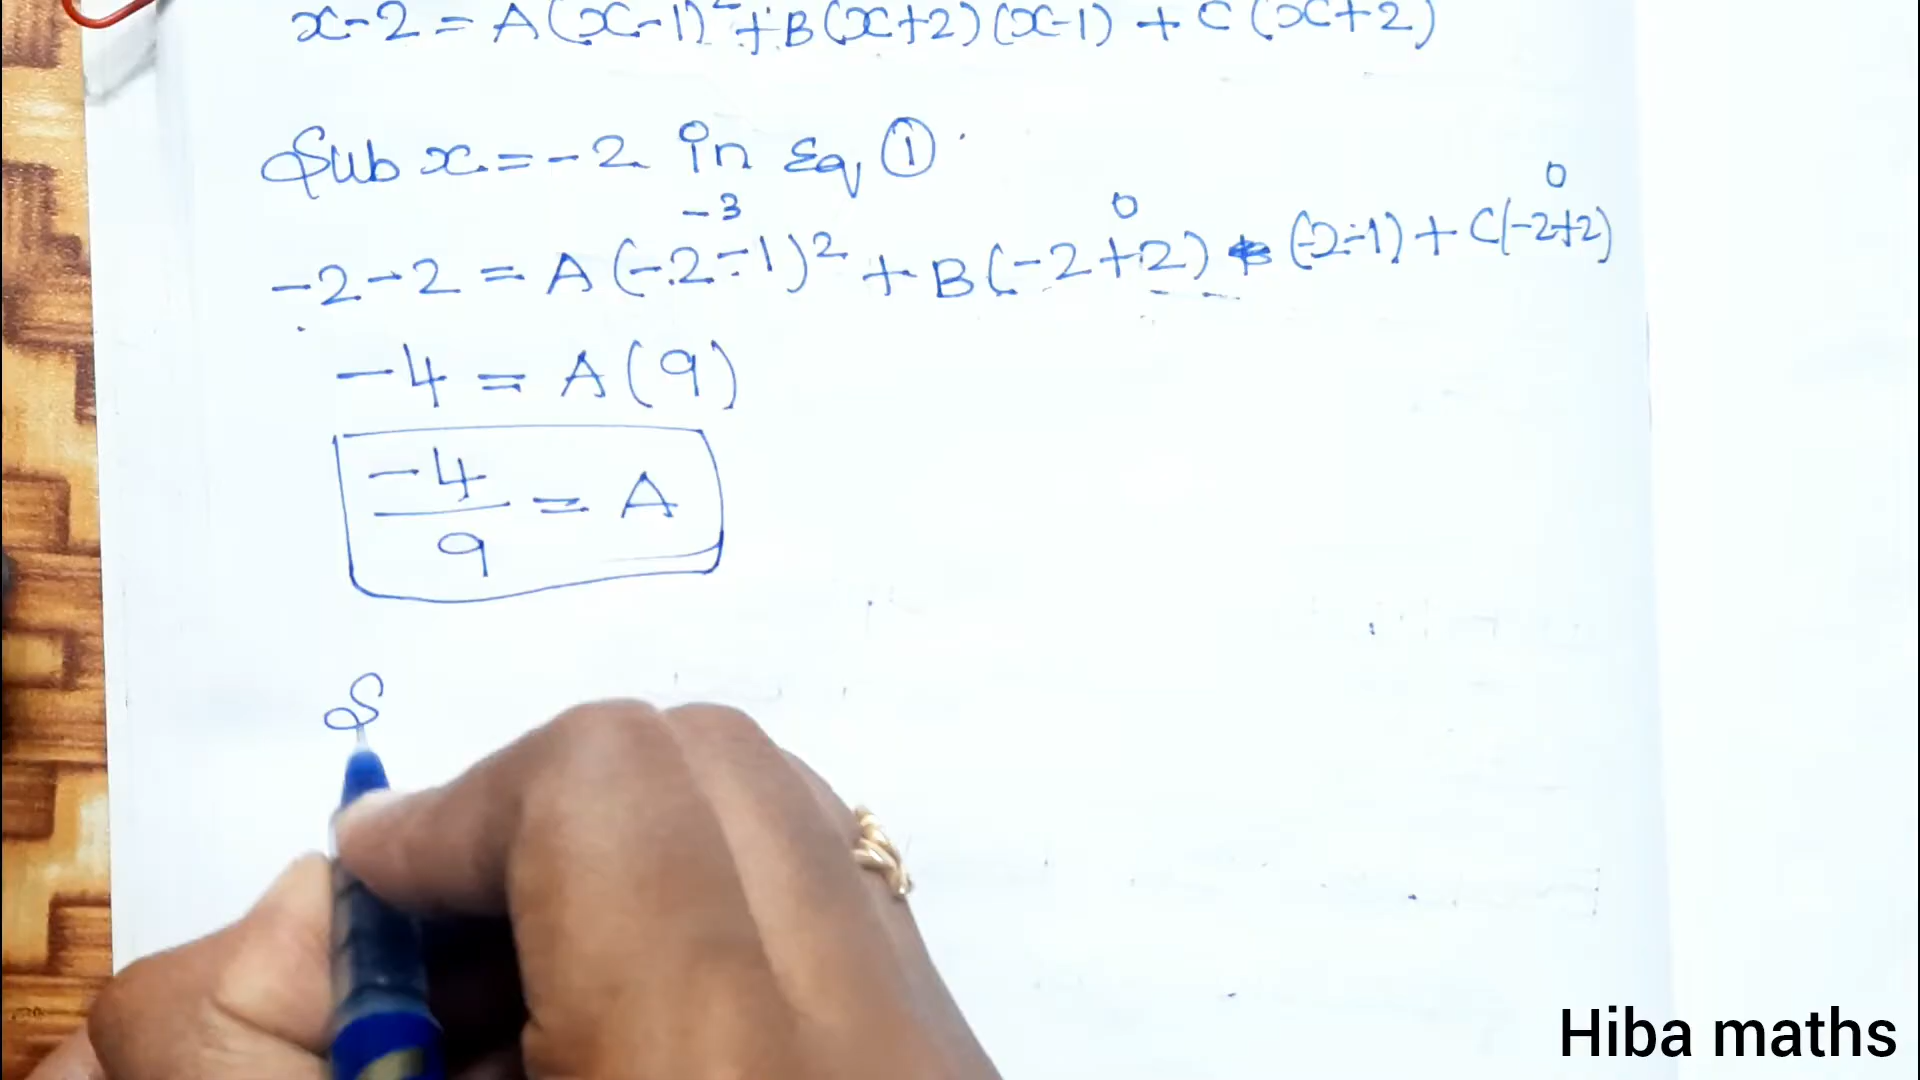 x-2 = A(x-1)² + B(x+2)(x-1) + C(x+2)
Sub x = -2 in Eq ①
-3 0 0
-2-2 = A(-2-1)² + B(-2+2) (-2-1) + C(-2+2)
-4 = A(9)
-4/9 = A
S
Hiba maths